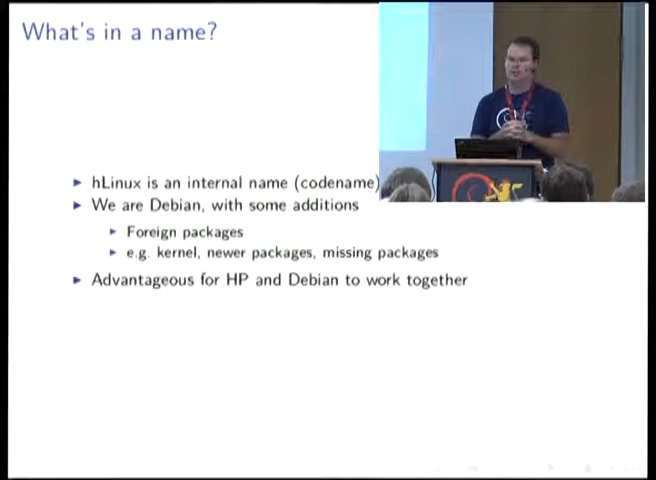 What's in a name?
hLinux is an internal name (codename)
We are Debian, with some additions
Foreign packages
e.g. kernel, newer packages, missing packages
Advantageous for HP and Debian to work together